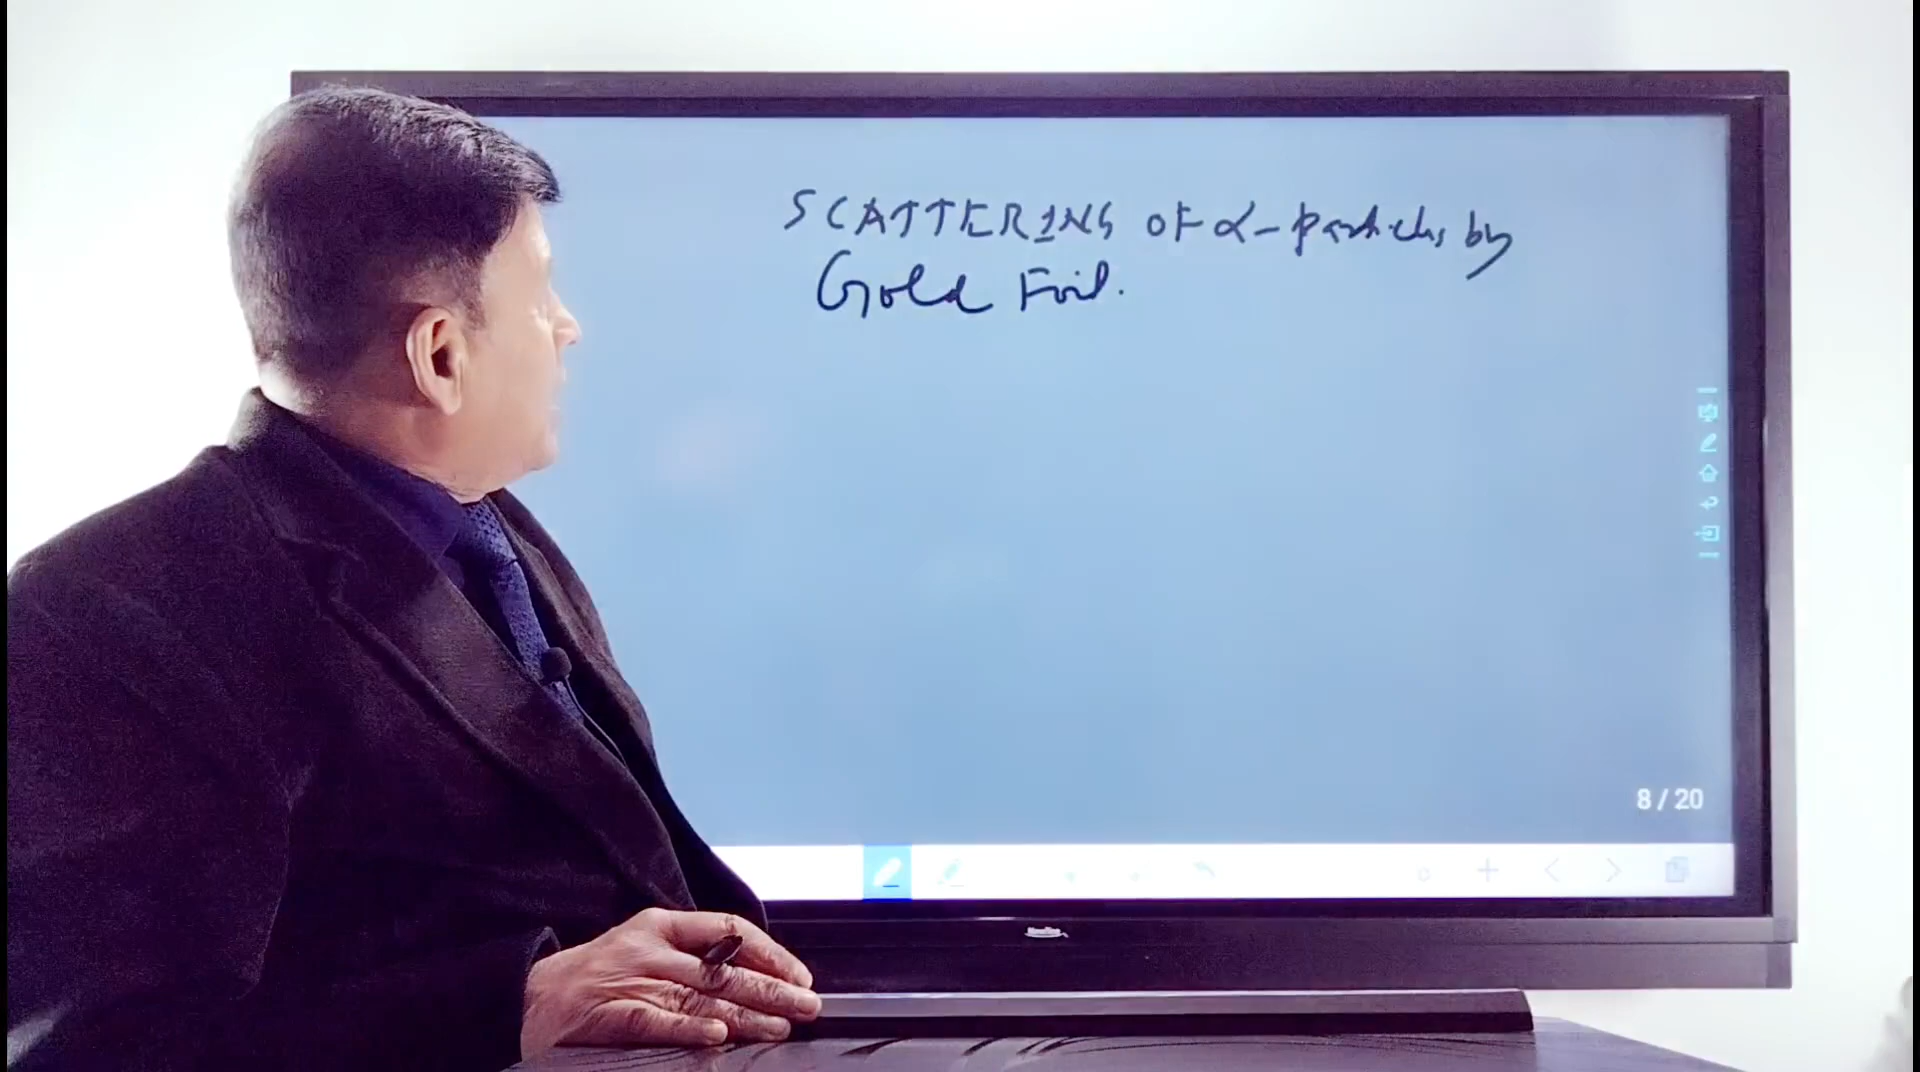 SCATTERING OF α-particles by
Gold Foil.
8 / 20